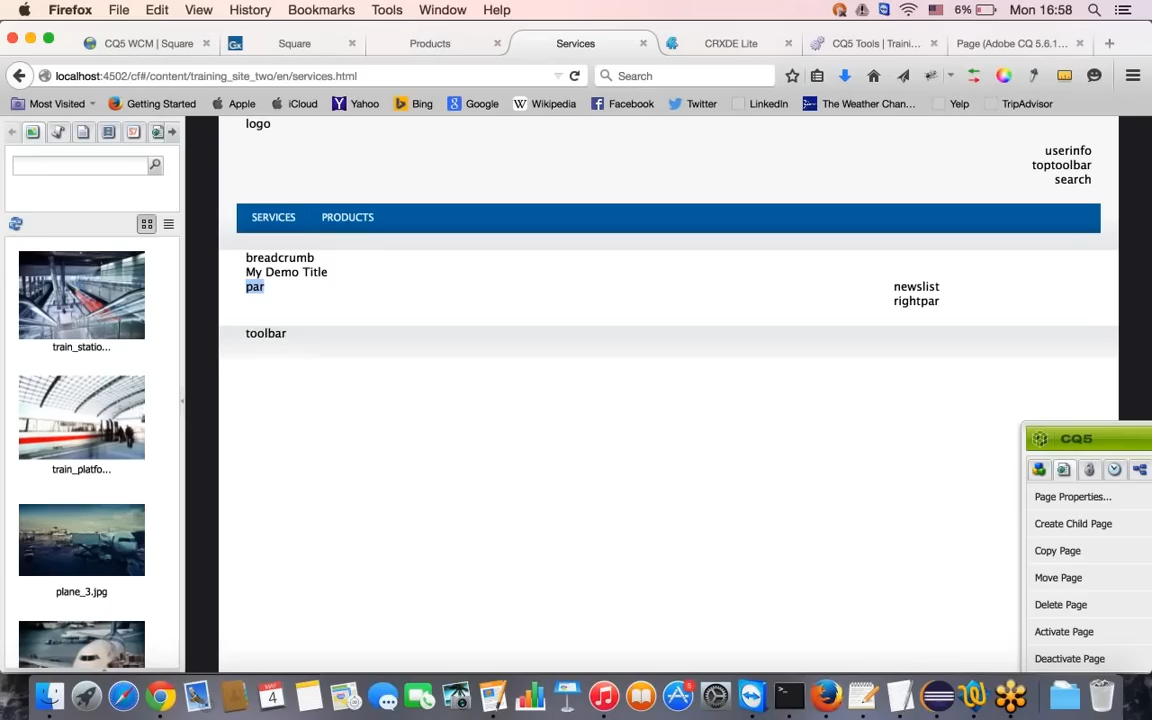 Firefox File Edit View History Bookmarks Tools Window Help 6% Mon 16:58
CQ5 WCM | Square Square Products Services CRXDE Lite CQ5 Tools | Traini... Page (Adobe CQ 5.6.1...
localhost:4502/cf#/content/training_site_two/en/services.html Search
Most Visited Getting Started Apple iCloud Yahoo Bing Google Wikipedia Facebook Twitter LinkedIn The Weather Chan... Yelp TripAdvisor
logo
userinfo
toptoolbar
search
SERVICES PRODUCTS
breadcrumb
My Demo Title
par
newslist
rightpar
toolbar
train_statio...
train_platfo...
plane_3.jpg
CQ5
Page Properties...
Create Child Page
Copy Page
Move Page
Delete Page
Activate Page
Deactivate Page